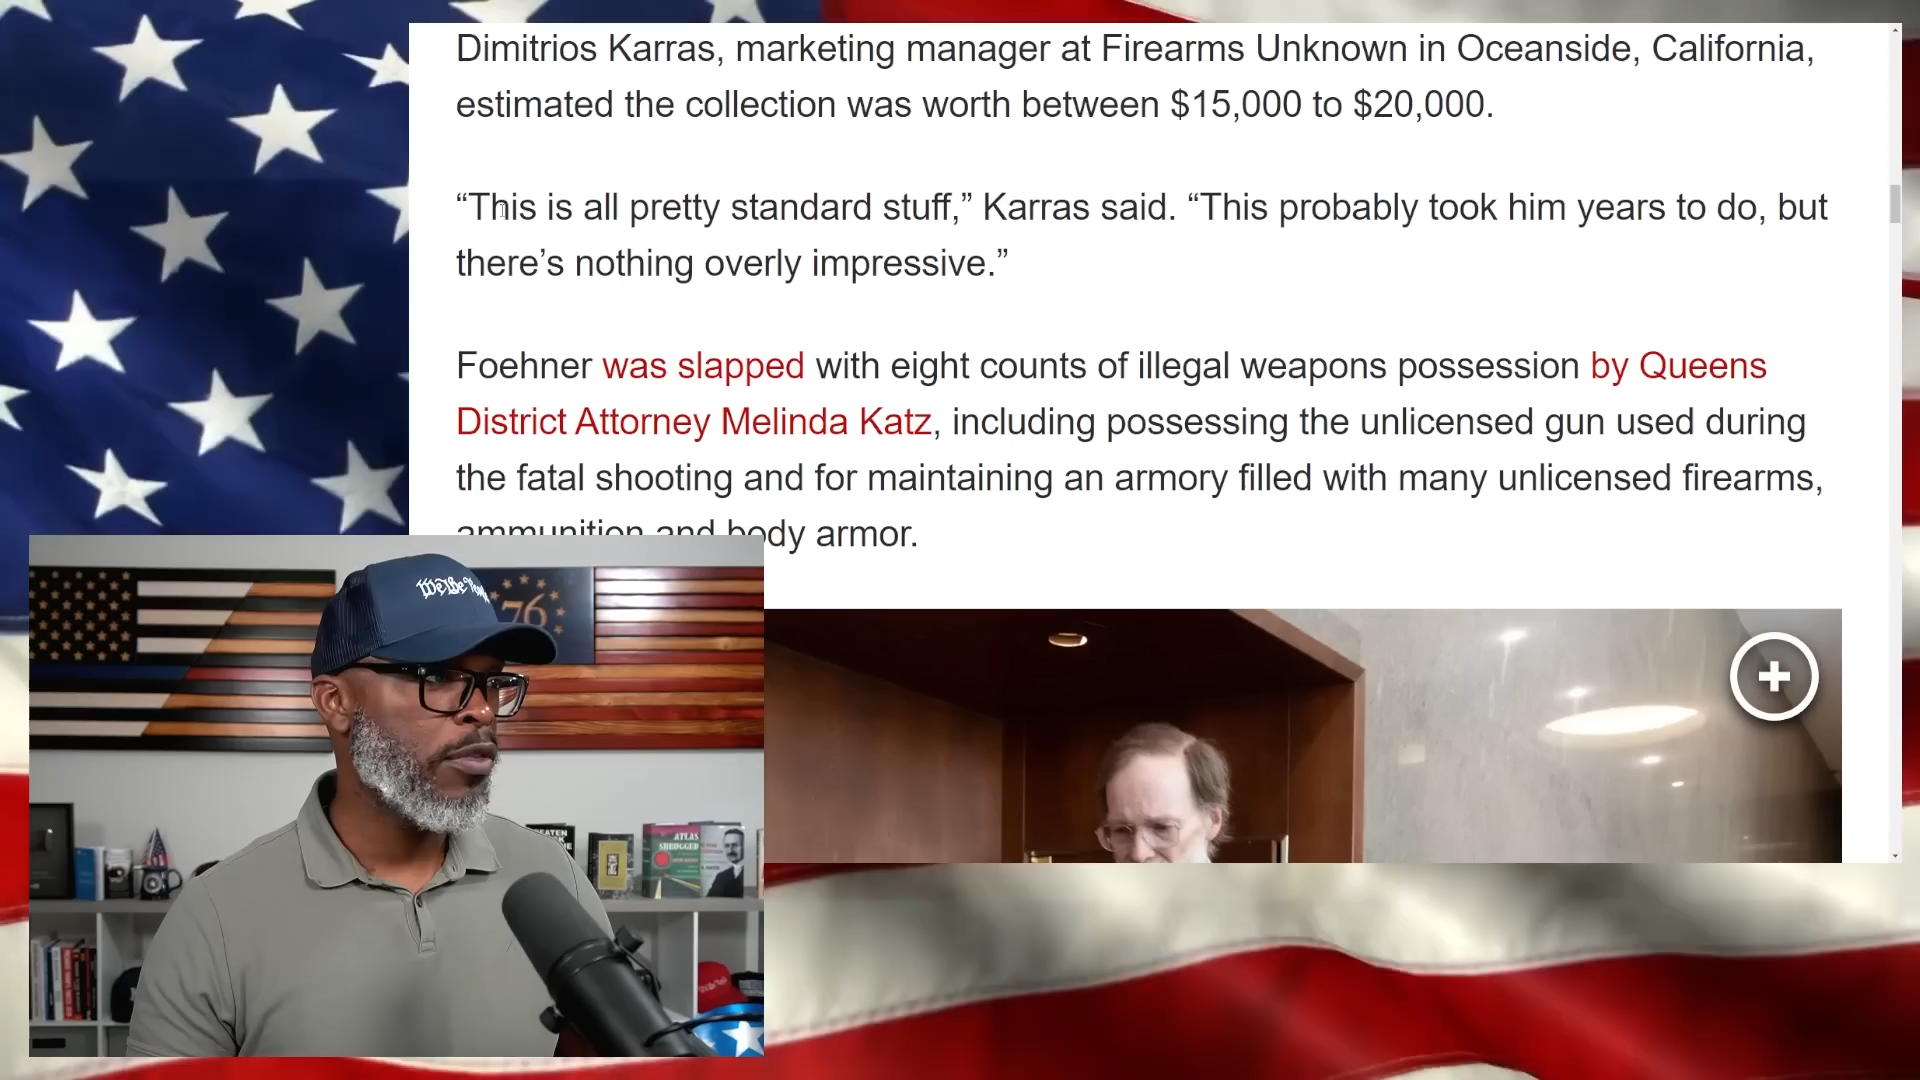 Dimitrios Karras, marketing manager at Firearms Unknown in Oceanside, California,
estimated the collection was worth between $15,000 to $20,000.
“This is all pretty standard stuff,” Karras said. “This probably took him years to do, but
there’s nothing overly impressive.”
Foehner was slapped with eight counts of illegal weapons possession by Queens
District Attorney Melinda Katz, including possessing the unlicensed gun used during
the fatal shooting and for maintaining an armory filled with many unlicensed firearms,
ammunition and body armor.
We The
76
ATLAS
SHRUGGED